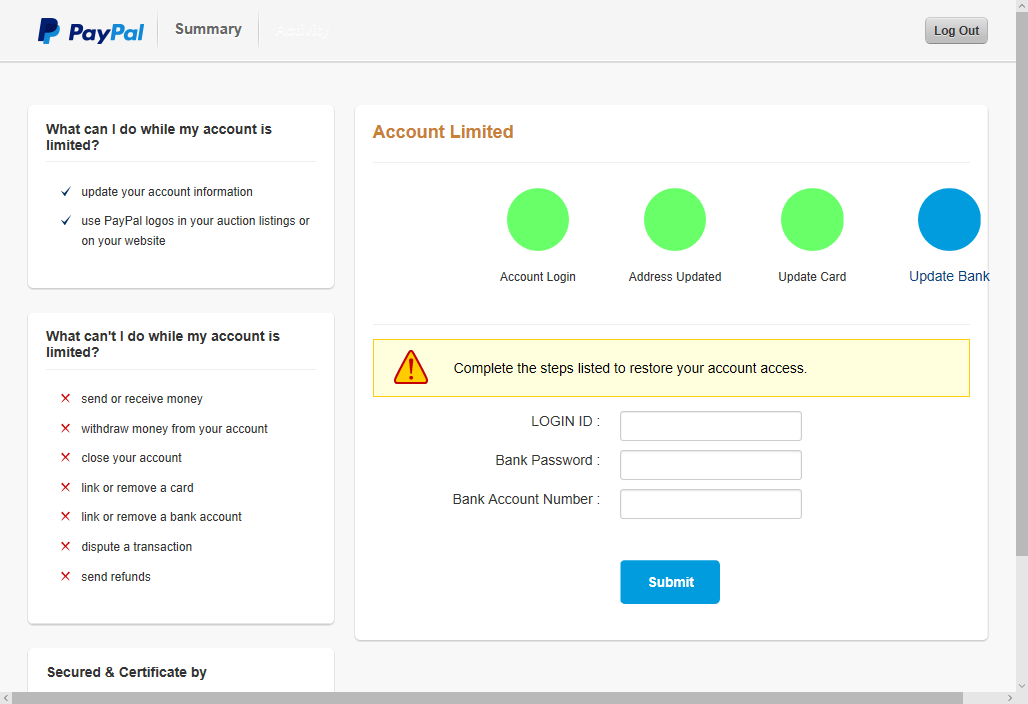 PayPal
Summary
Activity
Log Out
What can I do while my account is
limited?
update your account information
use PayPal logos in your auction listings or
on your website
What can't I do while my account is
limited?
send or receive money
withdraw money from your account
close your account
link or remove a card
link or remove a bank account
dispute a transaction
send refunds
Secured & Certificate by
Account Limited
Account Login
Address Updated
Update Card
Update Bank
Complete the steps listed to restore your account access.
LOGIN ID :
Bank Password :
Bank Account Number :
Submit